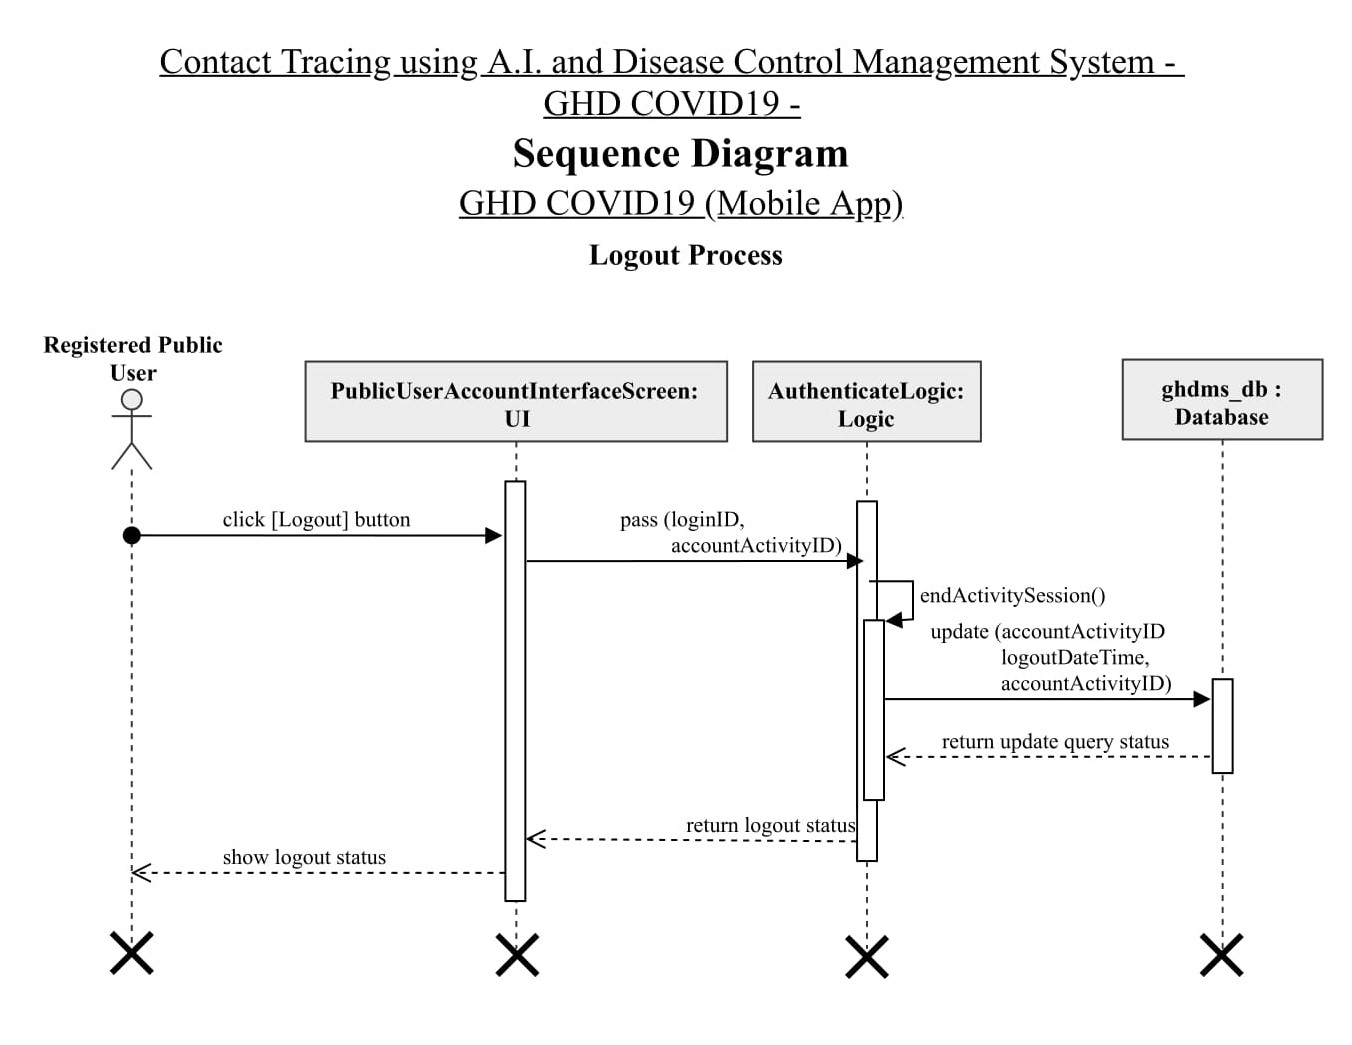 Contact Tracing using A.I. and Disease Control Management System -
GHD COVID19 -
Sequence Diagram
GHD COVID19 (Mobile App)
Logout Process
Registered Public
User
PublicUserAccountInterfaceScreen:
UI
AuthenticateLogic:
Logic
ghdms_db :
Database
click [Logout] button
pass (loginID,
accountActivityID)
endActivitySession()
update (accountActivityID
logoutDateTime,
accountActivityID)
return update query status
return logout status
show logout status